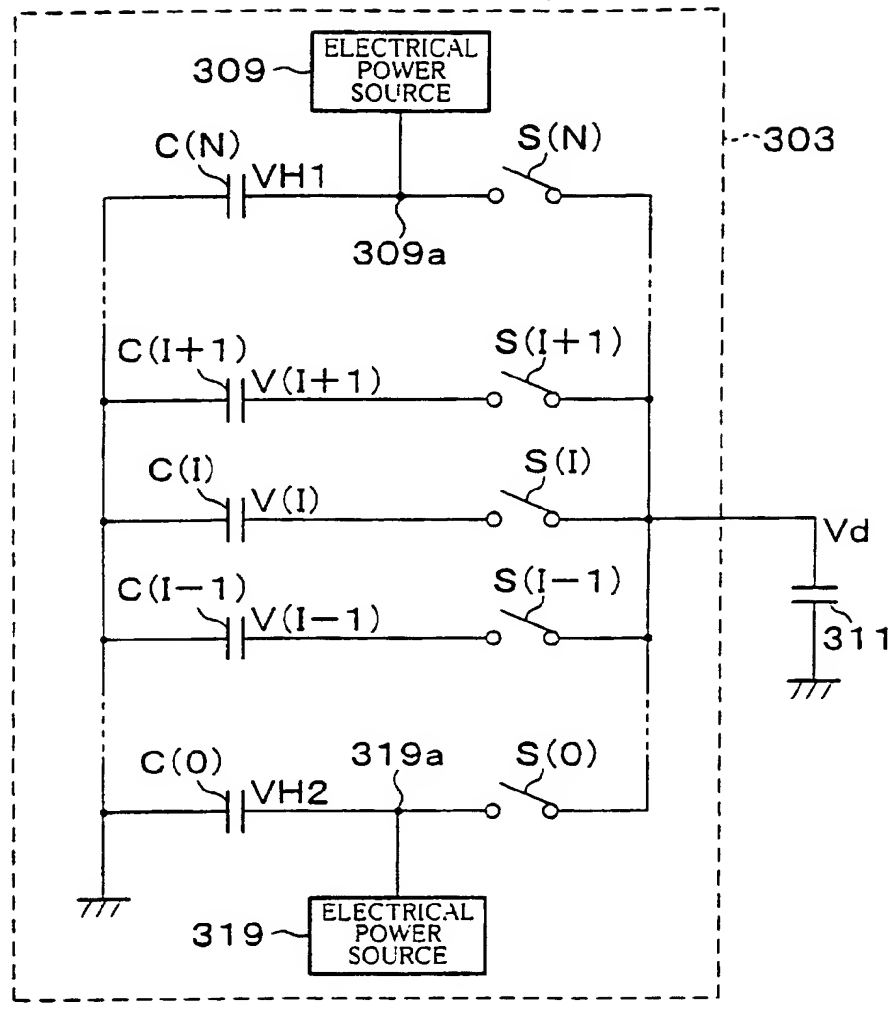 ELECTRICAL
POWER
SOURCE
309
C(N)
VH1
S(N)
303
309a
C(I+1)
V(I+1)
S(I+1)
C(I)
V(I)
S(I)
Vd
C(I−1)
V(I−1)
S(I−1)
311
C(0)
VH2
319a
S(0)
ELECTRICAL
POWER
SOURCE
319